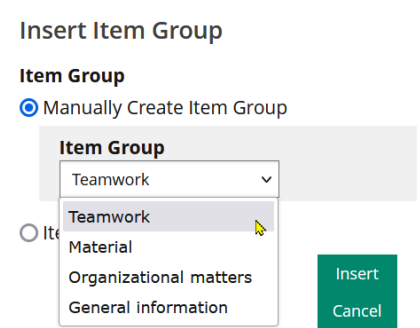 Insert Item Group
Item Group
Manually Create Item Group
Item Group
Teamwork
Teamwork
Material
Organizational matters
General information
Insert
Cancel